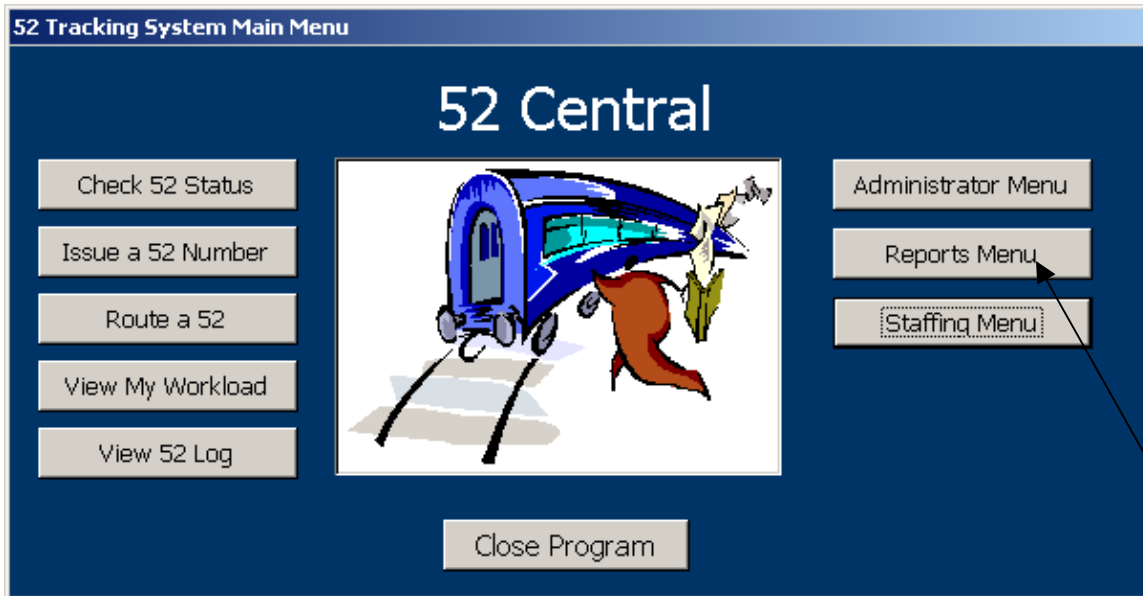 52 Tracking System Main Menu
52 Central
Check 52 Status
Issue a 52 Number
Route a 52
View My Workload
View 52 Log
Administrator Menu
Reports Menu
Staffing Menu
Close Program